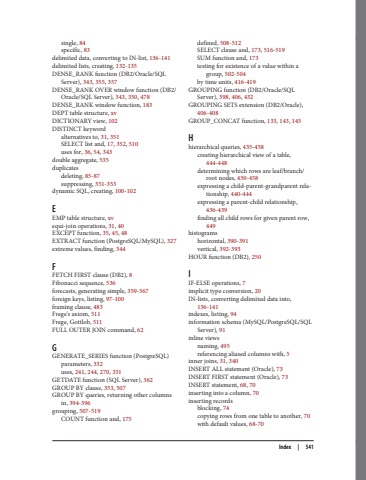 single, 84
specific, 83
delimited data, converting to IN-list, 136-141
delimited lists, creating, 132-135
DENSE_RANK function (DB2/Oracle/SQL
Server), 343, 355, 357
DENSE_RANK OVER window function (DB2/
Oracle/SQL Server), 343, 350, 478
DENSE_RANK window function, 183
DEPT table structure, xv
DICTIONARY view, 102
DISTINCT keyword
alternatives to, 31, 351
SELECT list and, 17, 352, 510
uses for, 36, 54, 343
double aggregate, 535
duplicates
deleting, 85-87
suppressing, 351-353
dynamic SQL, creating, 100-102
E
EMP table structure, xv
equi-join operations, 31, 40
EXCEPT function, 35, 45, 48
EXTRACT function (PostgreSQL/MySQL), 327
extreme values, finding, 344
F
FETCH FIRST clause (DB2), 8
Fibonacci sequence, 536
forecasts, generating simple, 359-367
foreign keys, listing, 97-100
framing clause, 483
Frege's axiom, 511
Frege, Gottlob, 511
FULL OUTER JOIN command, 62
G
GENERATE_SERIES function (PostgreSQL)
parameters, 332
uses, 241, 244, 270, 331
GETDATE function (SQL Server), 362
GROUP BY clause, 353, 507
GROUP BY queries, returning other columns
in, 394-396
grouping, 507-519
COUNT function and, 175
defined, 508-512
SELECT clause and, 173, 516-519
SUM function and, 173
testing for existence of a value within a
group, 502-504
by time units, 416-419
GROUPING function (DB2/Oracle/SQL
Server), 398, 406, 432
GROUPING SETS extension (DB2/Oracle),
406-408
GROUP_CONCAT function, 133, 143, 145
H
hierarchical queries, 435-458
creating hierarchical view of a table,
444-448
determining which rows are leaf/branch/
root nodes, 450-458
expressing a child-parent-grandparent rela-
tionship, 440-444
expressing a parent-child relationship,
436-439
finding all child rows for given parent row,
449
histograms
horizontal, 390-391
vertical, 392-393
HOUR function (DB2), 250
I
IF-ELSE operations, 7
implicit type conversion, 20
IN-lists, converting delimited data into,
136-141
indexes, listing, 94
information schema (MySQL/PostgreSQL/SQL
Server), 91
inline views
naming, 495
referencing aliased columns with, 5
inner joins, 31, 340
INSERT ALL statement (Oracle), 73
INSERT FIRST statement (Oracle), 73
INSERT statement, 68, 70
inserting into a column, 70
inserting records
blocking, 74
copying rows from one table to another, 70
with default values, 68-70
Index | 541